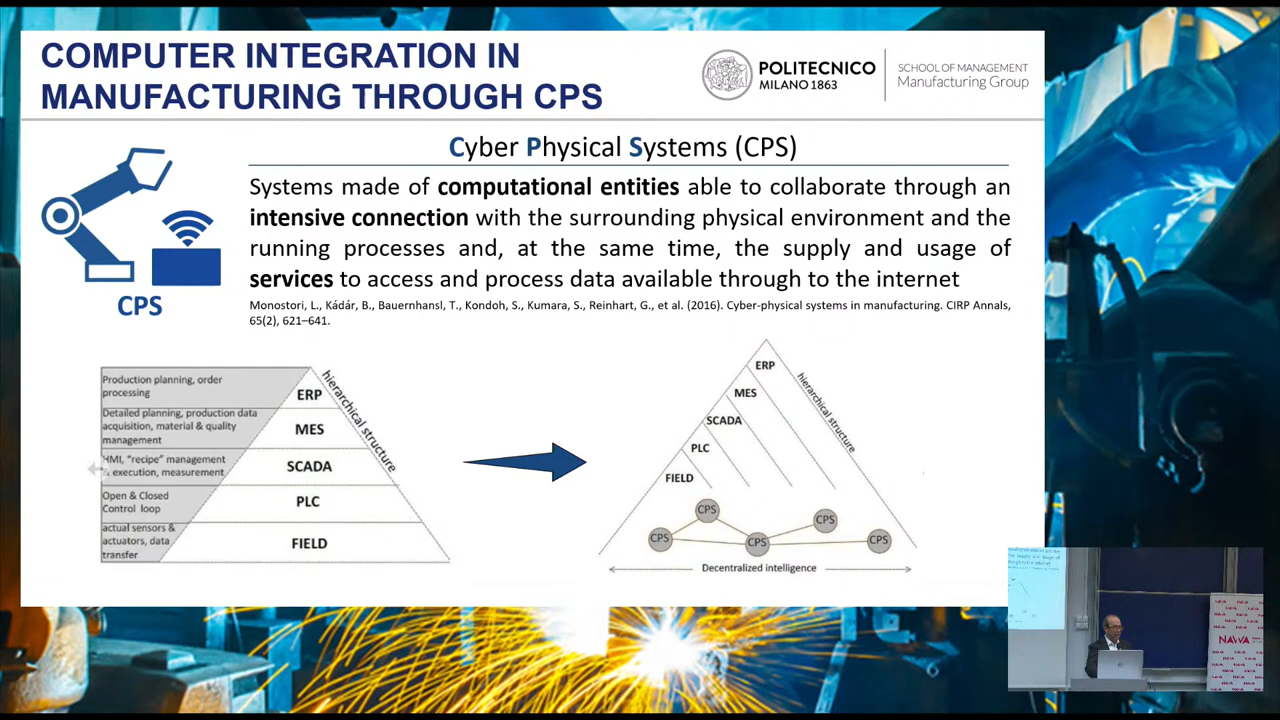 COMPUTER INTEGRATION IN
MANUFACTURING THROUGH CPS
POLITECNICO
MILANO 1863
SCHOOL OF MANAGEMENT
Manufacturing Group
Cyber Physical Systems (CPS)
Systems made of computational entities able to collaborate through an
intensive connection with the surrounding physical environment and the
running processes and, at the same time, the supply and usage of
services to access and process data available through to the internet
Monostori, L., Kádár, B., Bauernhansl, T., Kondoh, S., Kumara, S., Reinhart, G., et al. (2016). Cyber-physical systems in manufacturing. CIRP Annals,
65(2), 621–641.
CPS
Production planning, order
processing
ERP
Detailed planning, production data
acquisition, material & quality
management
MES
HMI, "recipe" management
& execution, measurement
SCADA
Open & Closed
Control loop
PLC
actual sensors &
actuators, data
transfer
FIELD
hierarchical structure
ERP
MES
SCADA
PLC
FIELD
hierarchical structure
CPS
CPS
CPS
CPS
CPS
Decentralized intelligence
NAWA